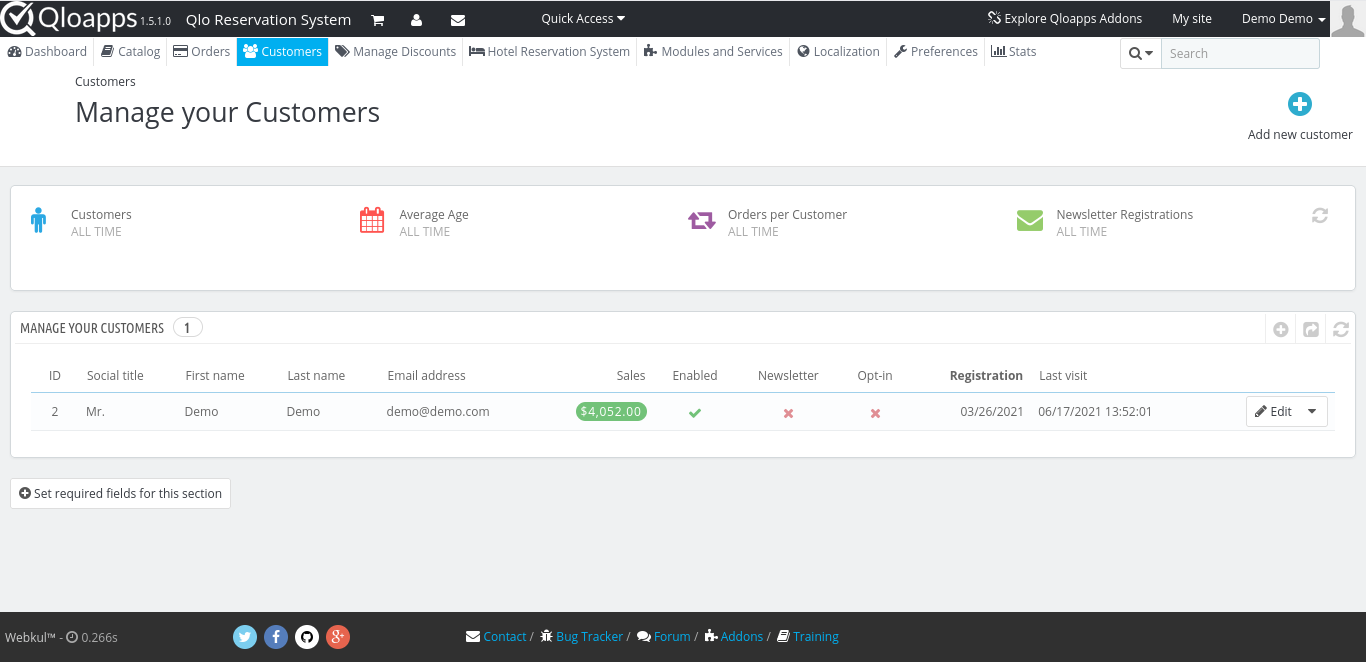 Qloapps 1.5.1.0 Qlo Reservation System Quick Access Explore Qloapps Addons My site Demo Demo
Dashboard Catalog Orders Customers Manage Discounts Hotel Reservation System Modules and Services Localization Preferences Stats Search
Customers
Manage your Customers
Add new customer
Customers Average Age Orders per Customer Newsletter Registrations
ALL TIME ALL TIME ALL TIME ALL TIME
MANAGE YOUR CUSTOMERS 1
ID Social title First name Last name Email address Sales Enabled Newsletter Opt-in Registration Last visit
2 Mr. Demo Demo demo@demo.com $4,052.00 03/26/2021 06/17/2021 13:52:01 Edit
Set required fields for this section
Webkul™ - 0.266s Contact / Bug Tracker / Forum / Addons / Training